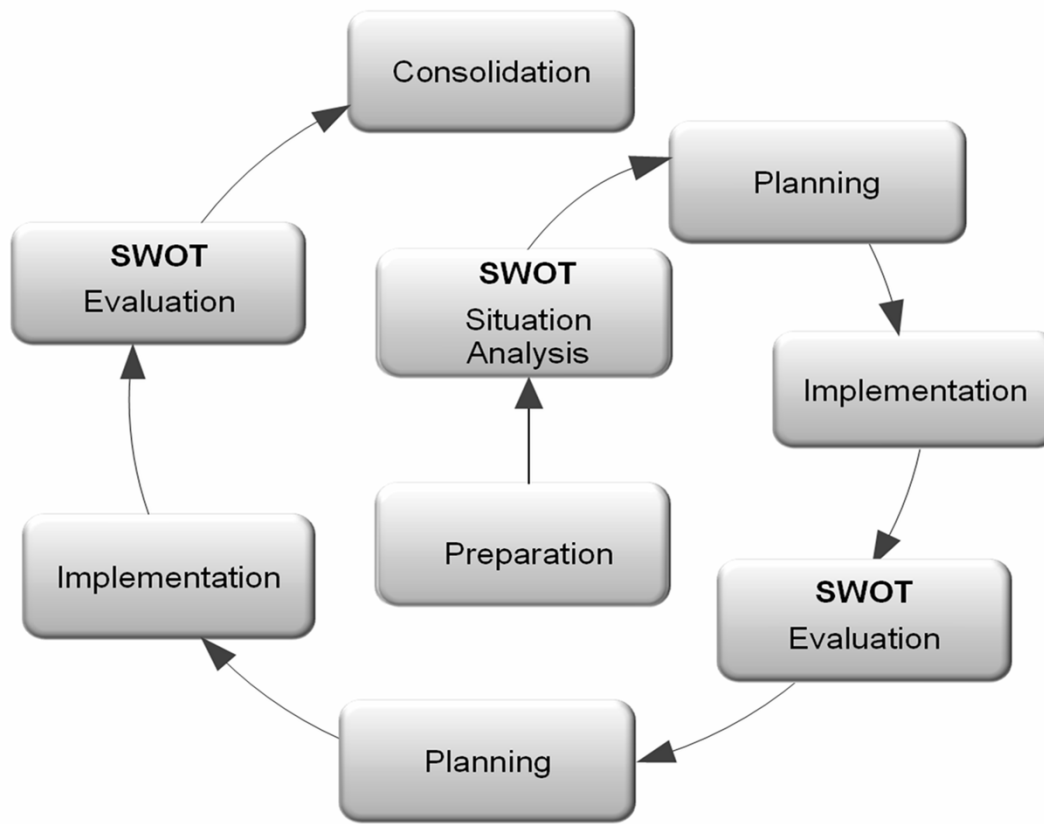 Consolidation
Planning
SWOT
Evaluation
SWOT
Situation
Analysis
Implementation
Preparation
Implementation
SWOT
Evaluation
Planning